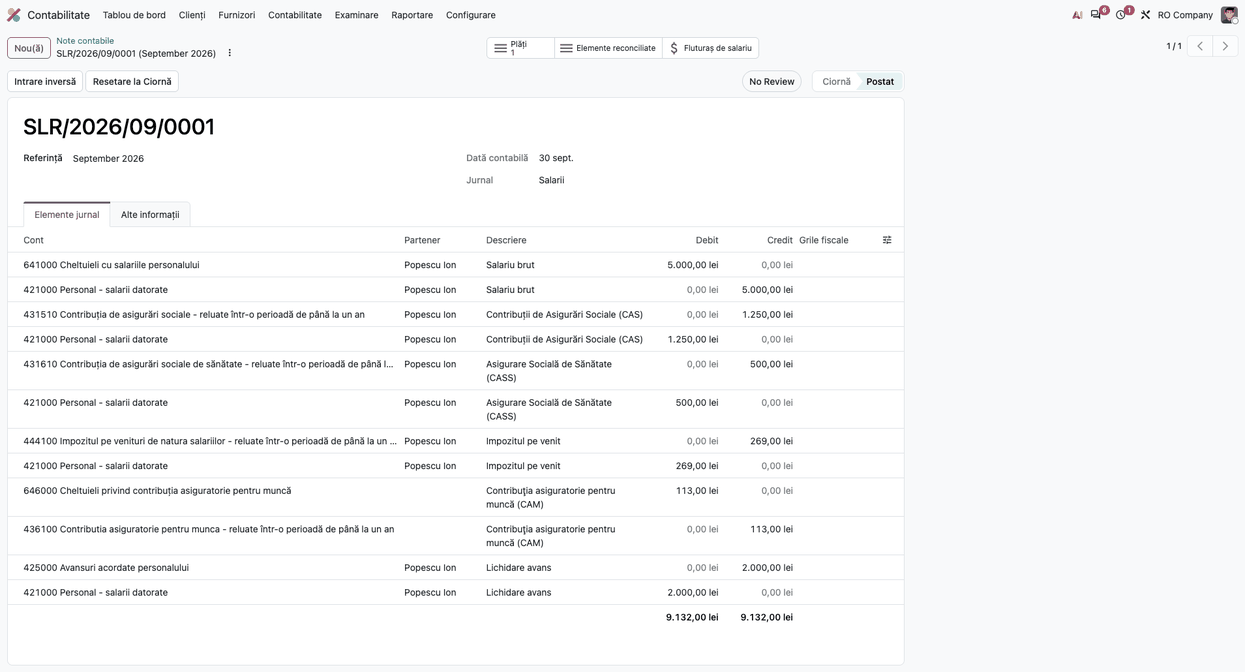 Contabilitate Tablou de bord Clienți Furnizori Contabilitate Examinare Raportare Configurare AI 6 1 RO Company
Nou(ă) Note contabile
SLR/2026/09/0001 (September 2026)
Plăți
1
Elemente reconciliate
Fluturaș de salariu
1 / 1
Intrare inversă Resetare la Ciornă No Review Ciornă Postat
SLR/2026/09/0001
Referință September 2026 Dată contabilă 30 sept.
Jurnal Salarii
Elemente jurnal Alte informații
Cont Partener Descriere Debit Credit Grile fiscale
641000 Cheltuieli cu salariile personalului Popescu Ion Salariu brut 5.000,00 lei 0,00 lei
421000 Personal - salarii datorate Popescu Ion Salariu brut 0,00 lei 5.000,00 lei
431510 Contribuția de asigurări sociale - reluate într-o perioadă de până la un an Popescu Ion Contribuții de Asigurări Sociale (CAS) 0,00 lei 1.250,00 lei
421000 Personal - salarii datorate Popescu Ion Contribuții de Asigurări Sociale (CAS) 1.250,00 lei 0,00 lei
431610 Contribuția de asigurări sociale de sănătate - reluate într-o perioadă de până l... Popescu Ion Asigurare Socială de Sănătate 0,00 lei 500,00 lei
(CASS)
421000 Personal - salarii datorate Popescu Ion Asigurare Socială de Sănătate 500,00 lei 0,00 lei
(CASS)
444100 Impozitul pe venituri de natura salariilor - reluate într-o perioadă de până la un ... Popescu Ion Impozitul pe venit 0,00 lei 269,00 lei
421000 Personal - salarii datorate Popescu Ion Impozitul pe venit 269,00 lei 0,00 lei
646000 Cheltuieli privind contribuția asiguratorie pentru muncă Contribuţia asiguratorie pentru 113,00 lei 0,00 lei
muncă (CAM)
436100 Contributia asiguratorie pentru munca - reluate într-o perioadă de până la un an Contribuţia asiguratorie pentru 0,00 lei 113,00 lei
muncă (CAM)
425000 Avansuri acordate personalului Popescu Ion Lichidare avans 0,00 lei 2.000,00 lei
421000 Personal - salarii datorate Popescu Ion Lichidare avans 2.000,00 lei 0,00 lei
9.132,00 lei 9.132,00 lei